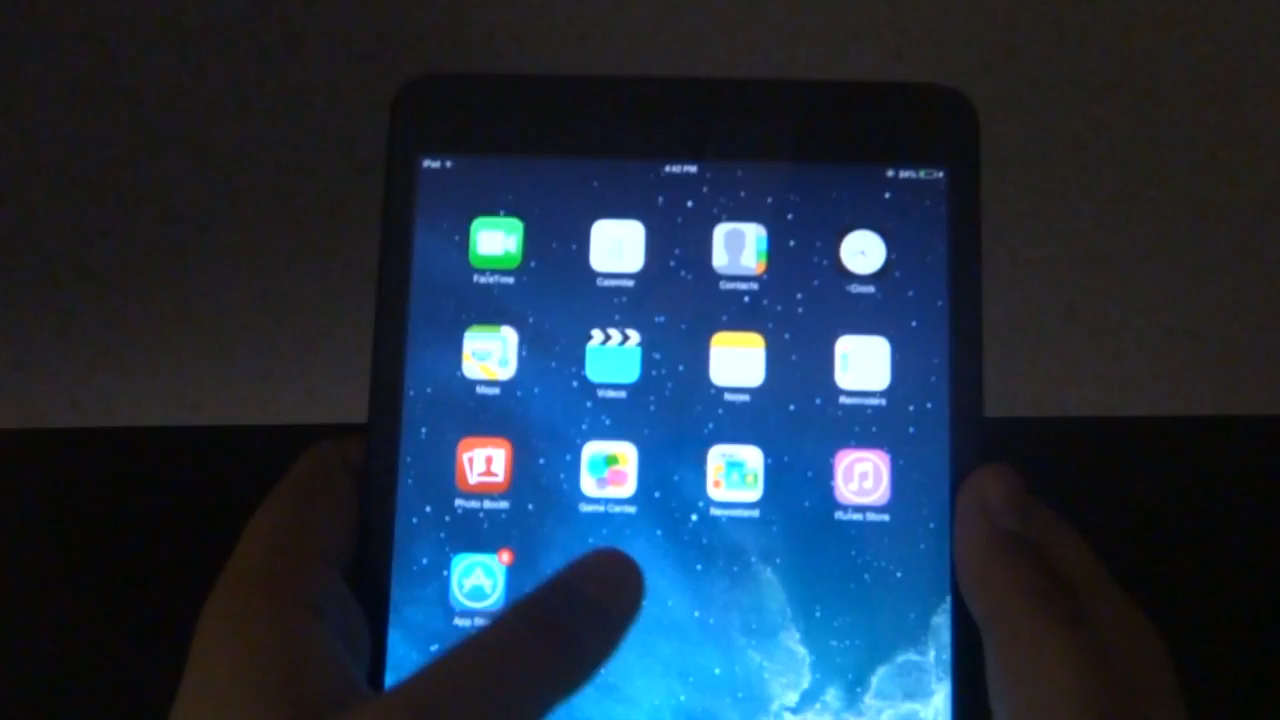 iPad 4:42 PM
FaceTime Calendar Contacts Clock
Maps Videos Notes Reminders
Photo Booth Game Center Newsstand iTunes Store
App